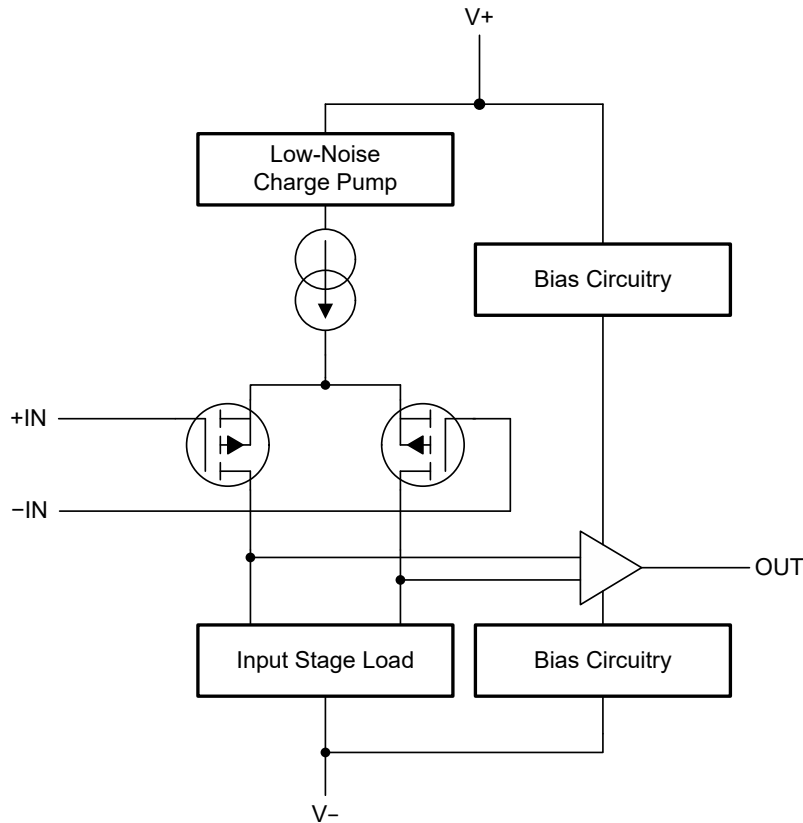 V+
Low-Noise
Charge Pump
Bias Circuitry
+IN
−IN
OUT
Input Stage Load
Bias Circuitry
V−